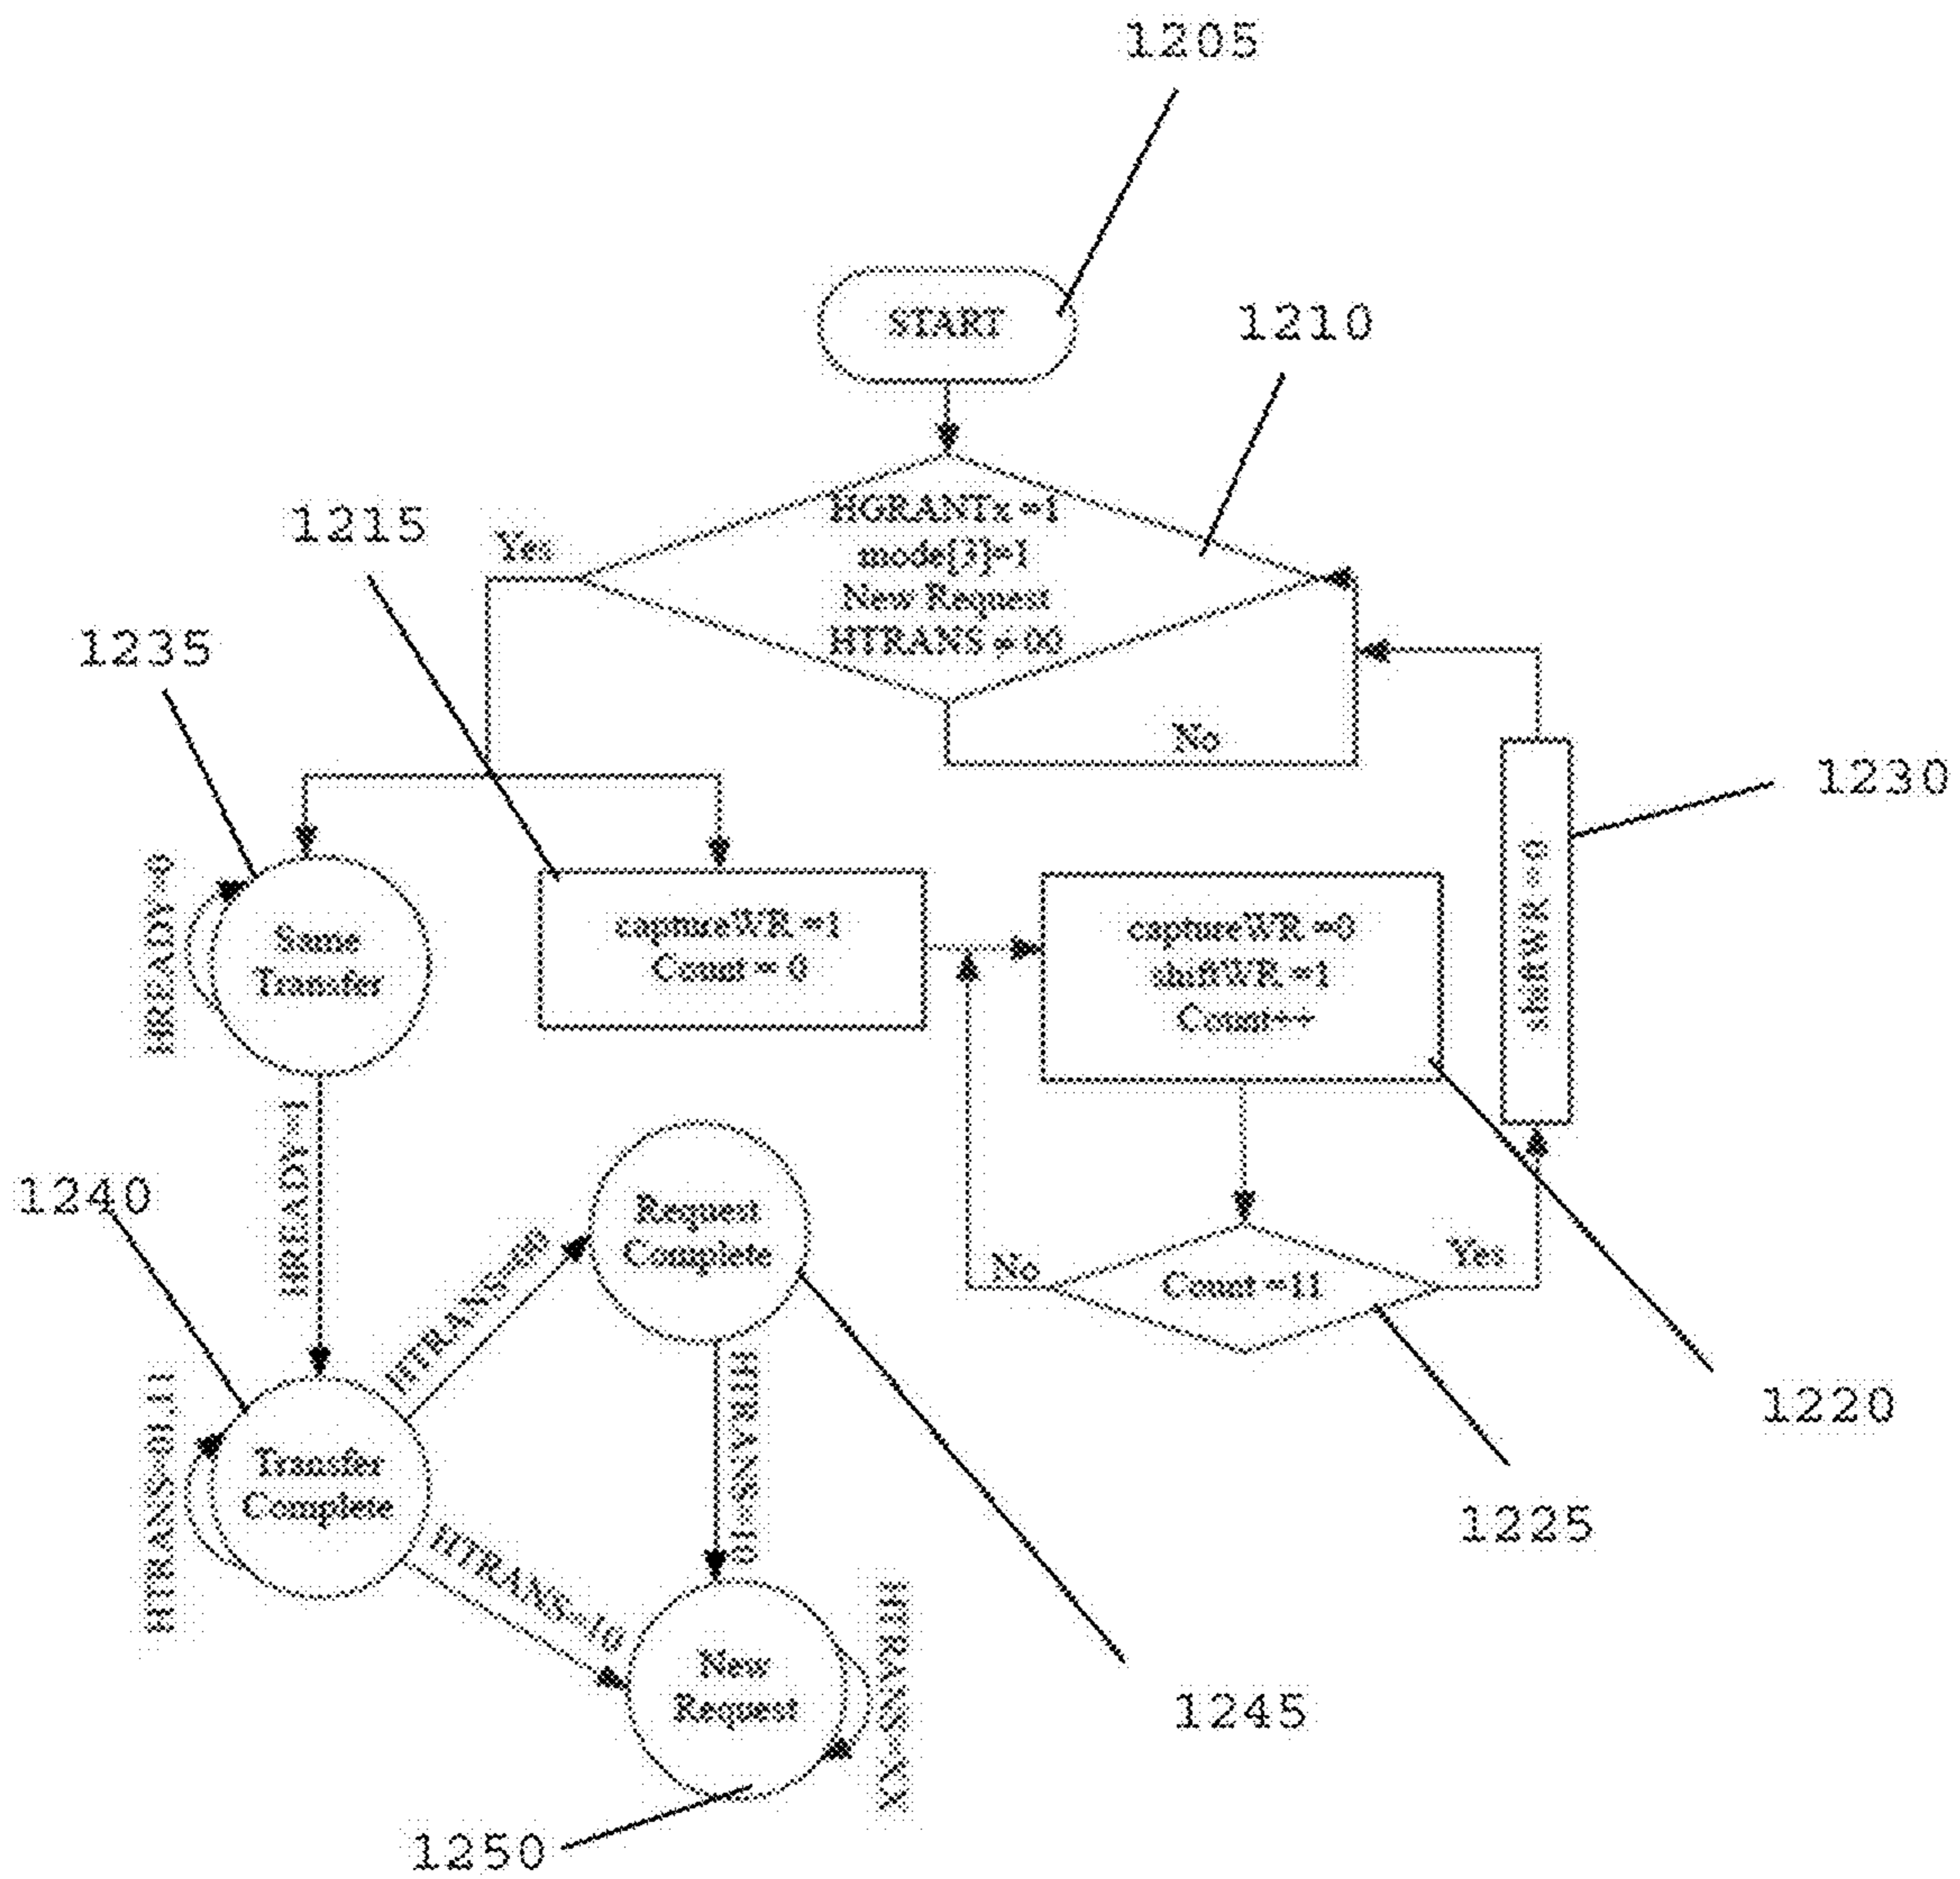 1205
START
1210
HGRANTx =1
mode[3]=1
New Request
HTRANS ≠ 00
Yes
No
1215
1235
1230
HREADY=0
Same
Transfer
captureWR =1
Count = 0
captureWR =0
shiftWR =1
Count++
shiftWR = 0
HREADY=1
1240
Request
Complete
HTRANS=00
No
Count =11
Yes
HTRANS=01,11
Transfer
Complete
HTRANS=10
HTRANS=10
1220
1225
New
Request
HTRANS=XX
1245
1250